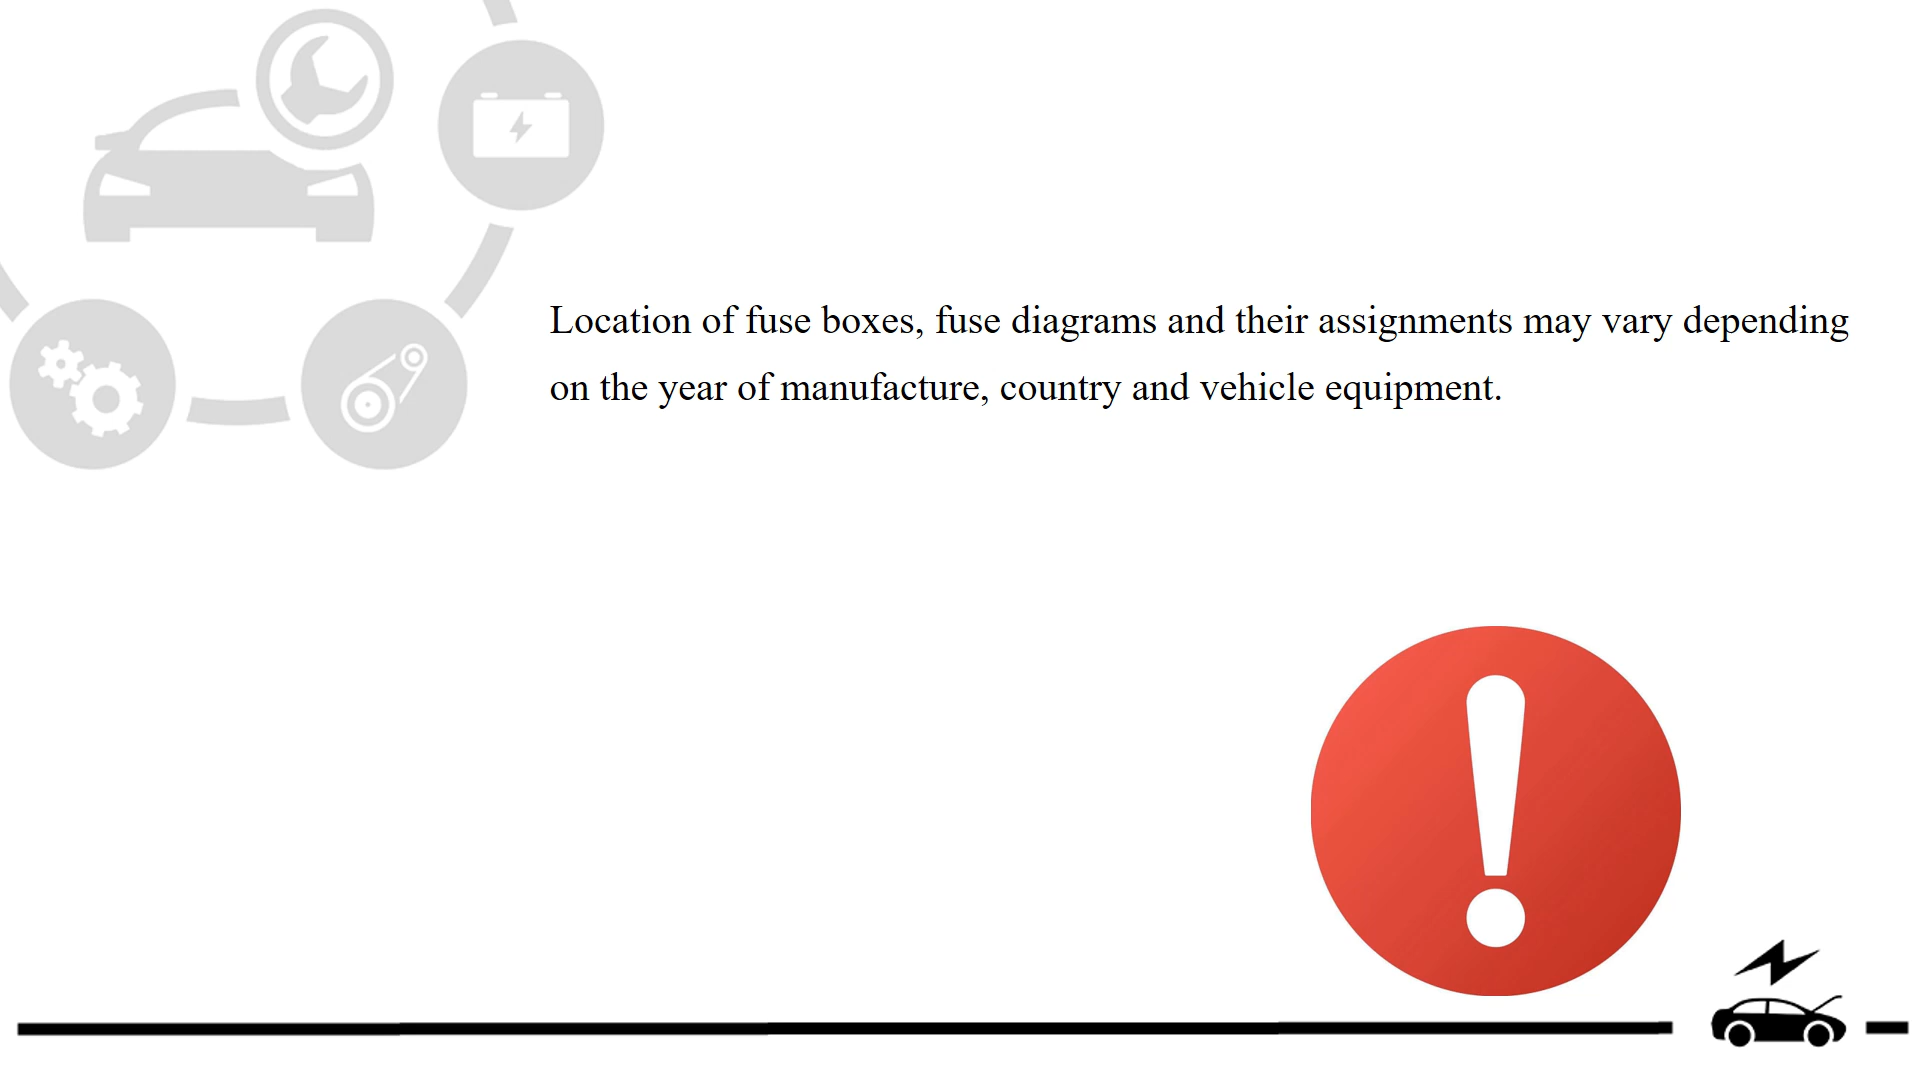 Location of fuse boxes, fuse diagrams and their assignments may vary depending
on the year of manufacture, country and vehicle equipment.